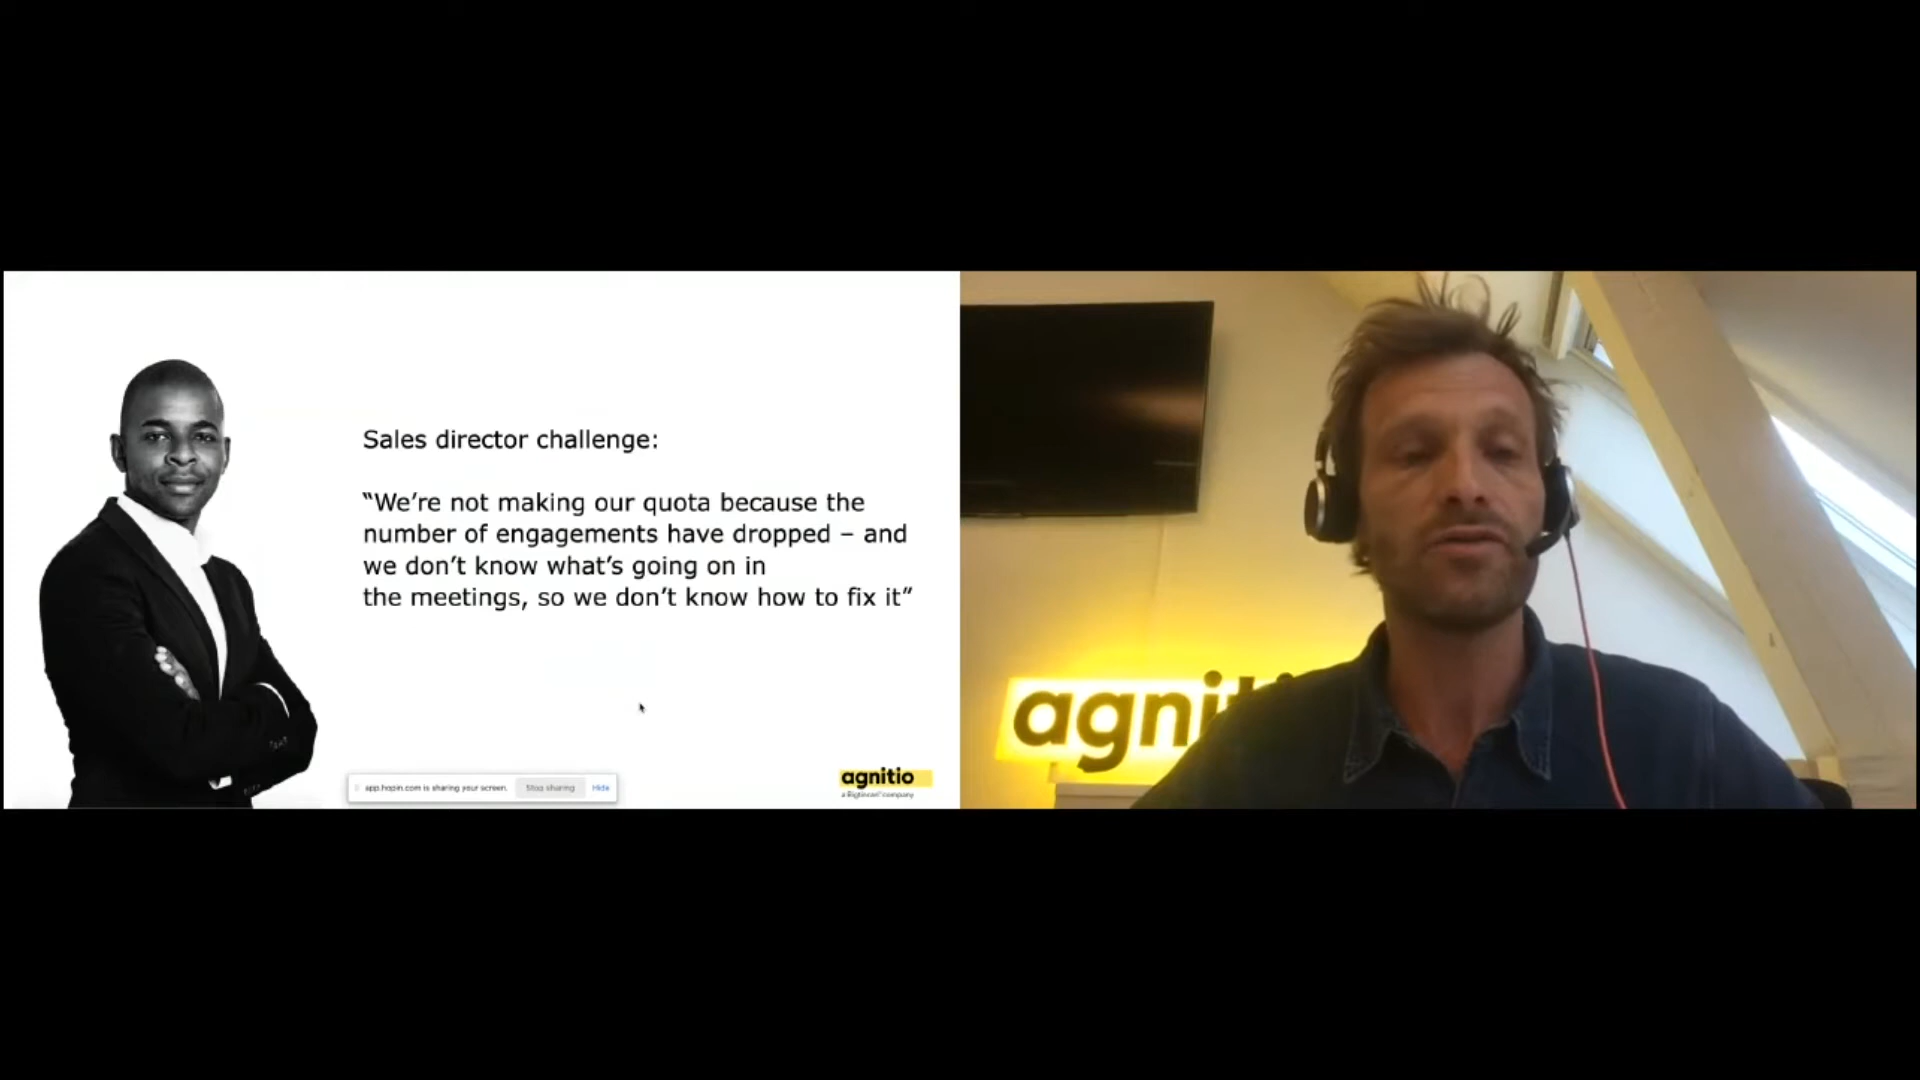 Sales director challenge:
“We’re not making our quota because the
number of engagements have dropped – and
we don’t know what’s going on in
the meetings, so we don’t know how to fix it”
app.hopin.com is sharing your screen.
Stop sharing
Hide
agnitio
a Bigtincan company
agniti